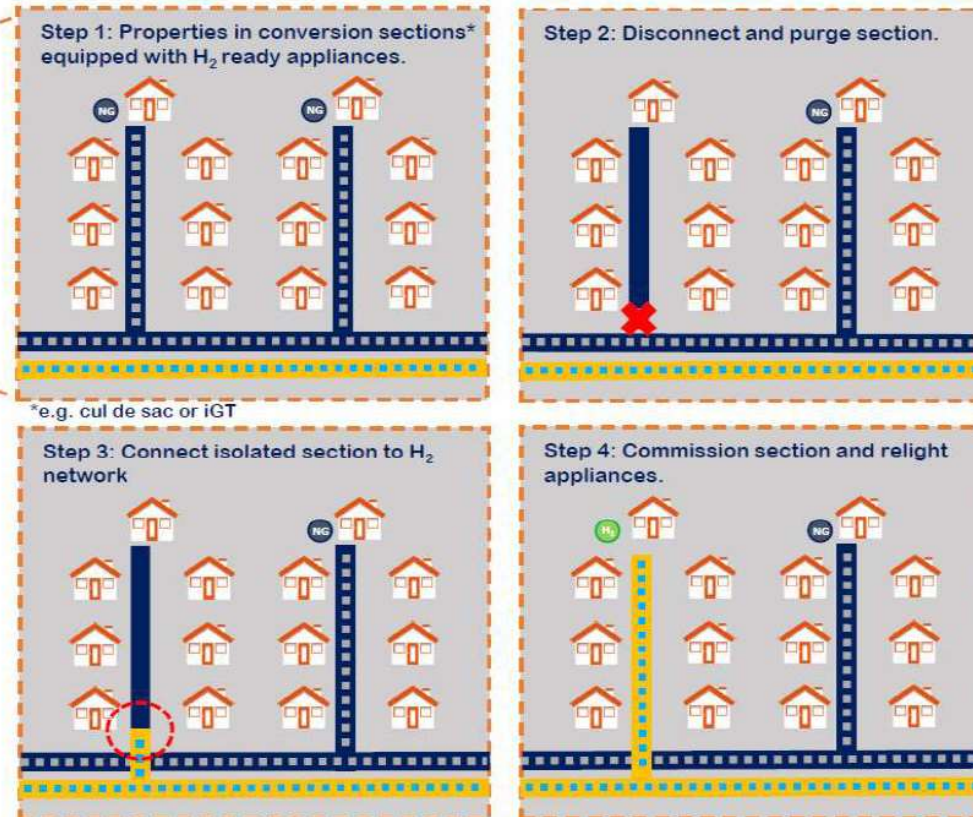 Step 1: Properties in conversion sections*
equipped with H₂ ready appliances.
NG
NG
Step 2: Disconnect and purge section.
NG
*e.g. cul de sac or iGT
Step 3: Connect isolated section to H₂
network
NG
Step 4: Commission section and relight
appliances.
H₂
NG